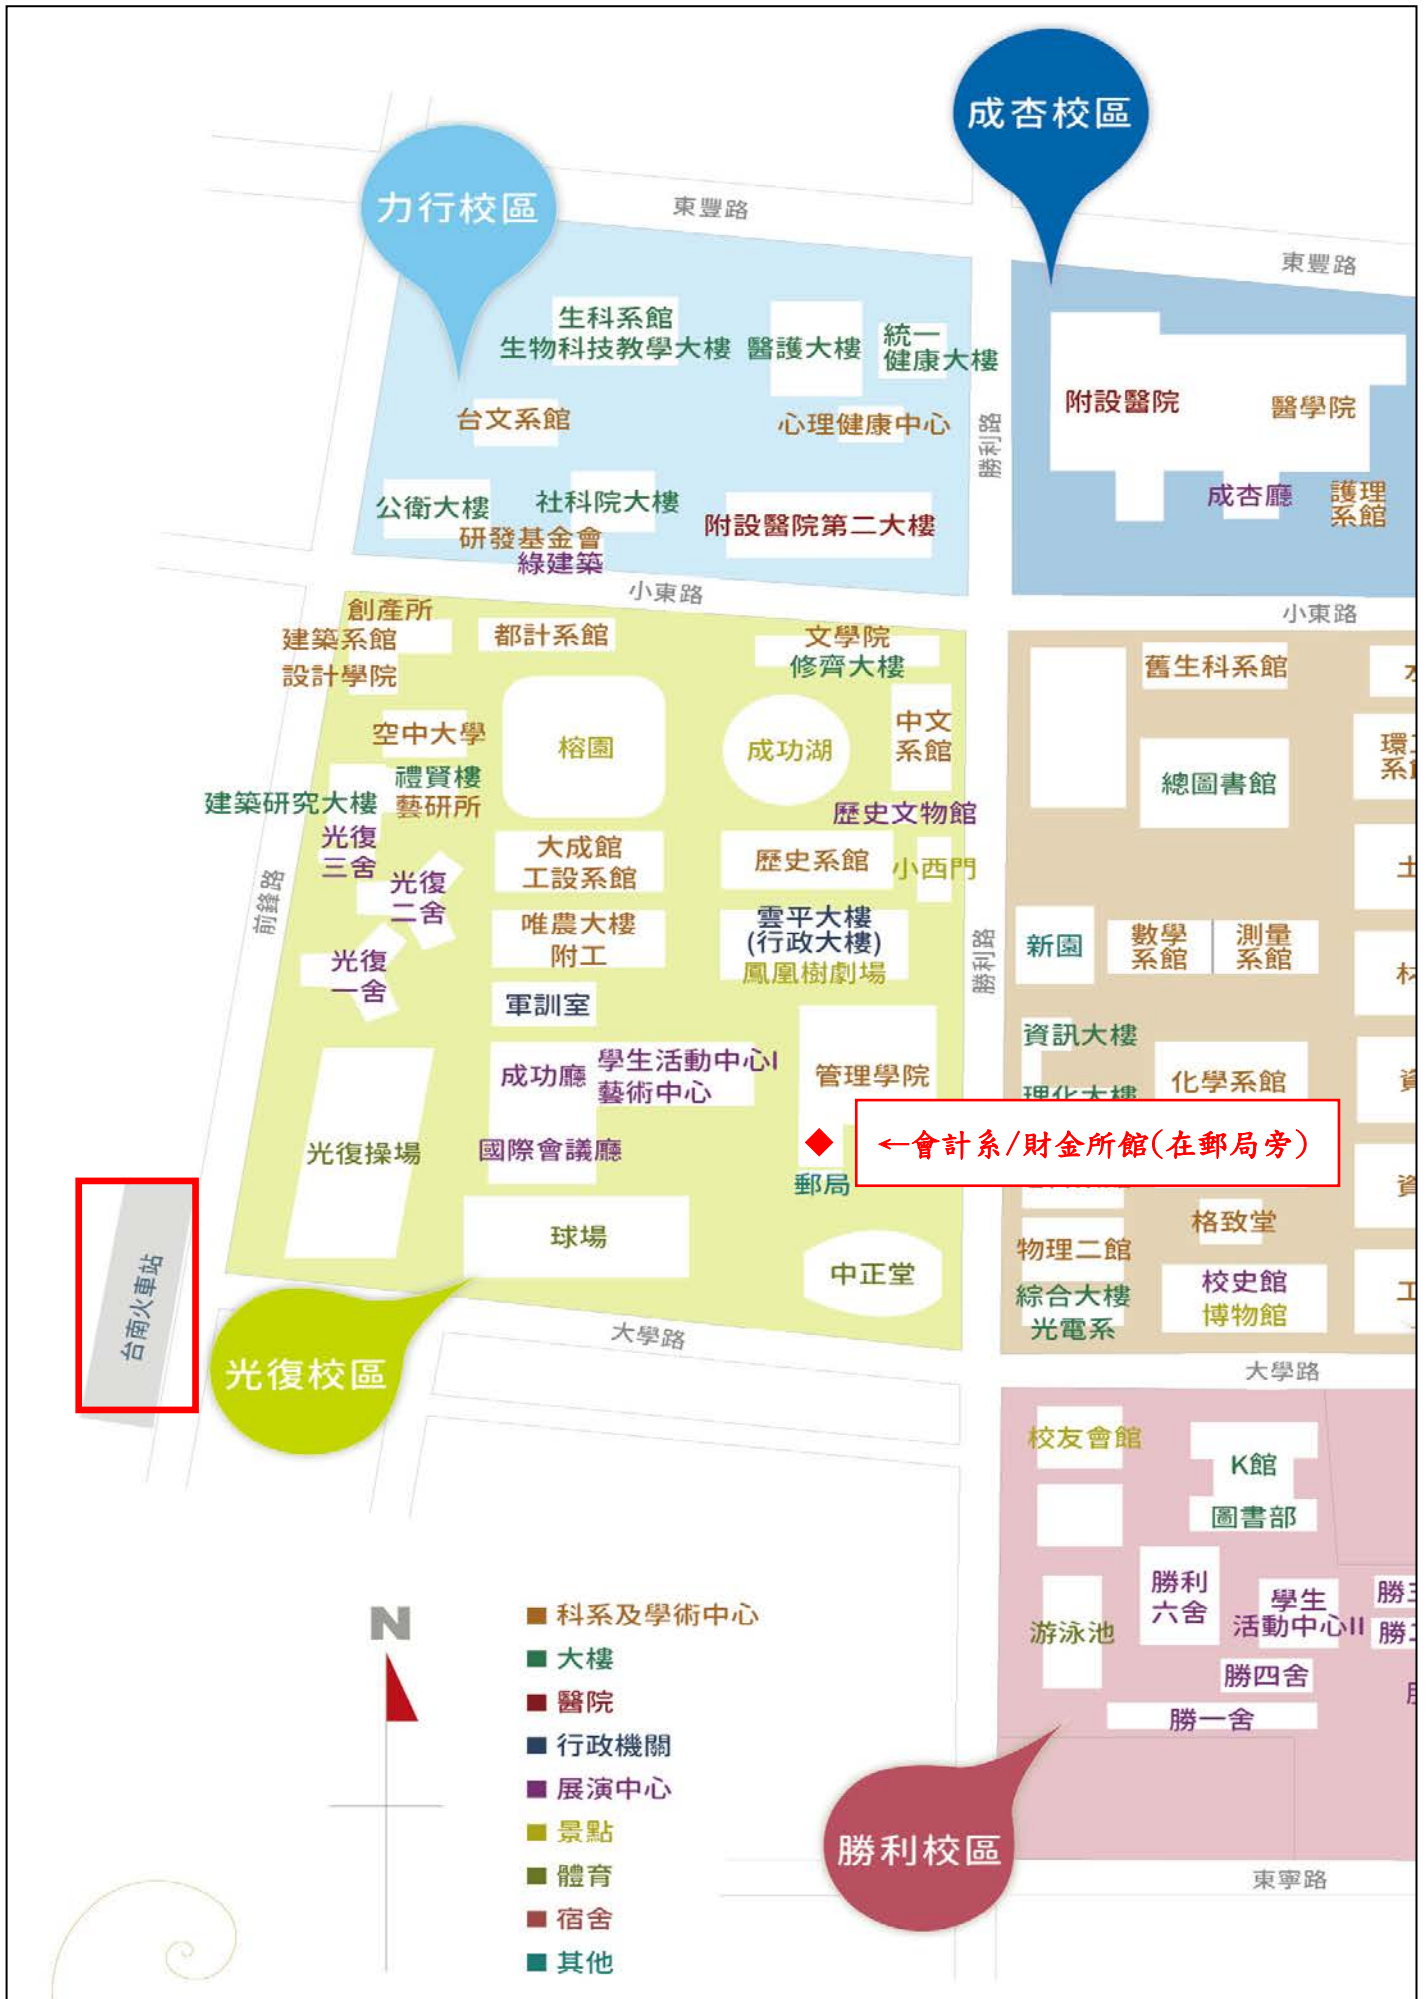 成杏校區
力行校區
東豐路
東豐路
生科系館
生物科技教學大樓
醫護大樓
統一
健康大樓
台文系館
心理健康中心
勝利路
附設醫院
醫學院
公衛大樓
社科院大樓
研發基金會
綠建築
附設醫院第二大樓
成杏廳
護理
系館
小東路
小東路
創產所
建築系館
設計學院
都計系館
文學院
修齊大樓
舊生科系館
空中大學
榕園
成功湖
中文
系館
總圖書館
禮賢樓
藝研所
建築研究大樓
歷史文物館
光復
三舍
大成館
工設系館
歷史系館
小西門
土
光復
二舍
前鋒路
唯農大樓
附工
雲平大樓
(行政大樓)
鳳凰樹劇場
勝利路
新園
數學
系館
測量
系館
光復
一舍
軍訓室
資訊大樓
成功廳
學生活動中心I
藝術中心
管理學院
理化大樓
化學系館
←會計系/財金所館(在郵局旁)
光復操場
國際會議廳
郵局
球場
格致堂
物理二館
中正堂
台南火車站
綜合大樓
光電系
校史館
博物館
工
大學路
大學路
光復校區
校友會館
K館
圖書部
勝利
六舍
學生
活動中心II
游泳池
勝四舍
勝一舍
N
科系及學術中心
大樓
醫院
行政機關
展演中心
景點
體育
宿舍
其他
勝利校區
東寧路